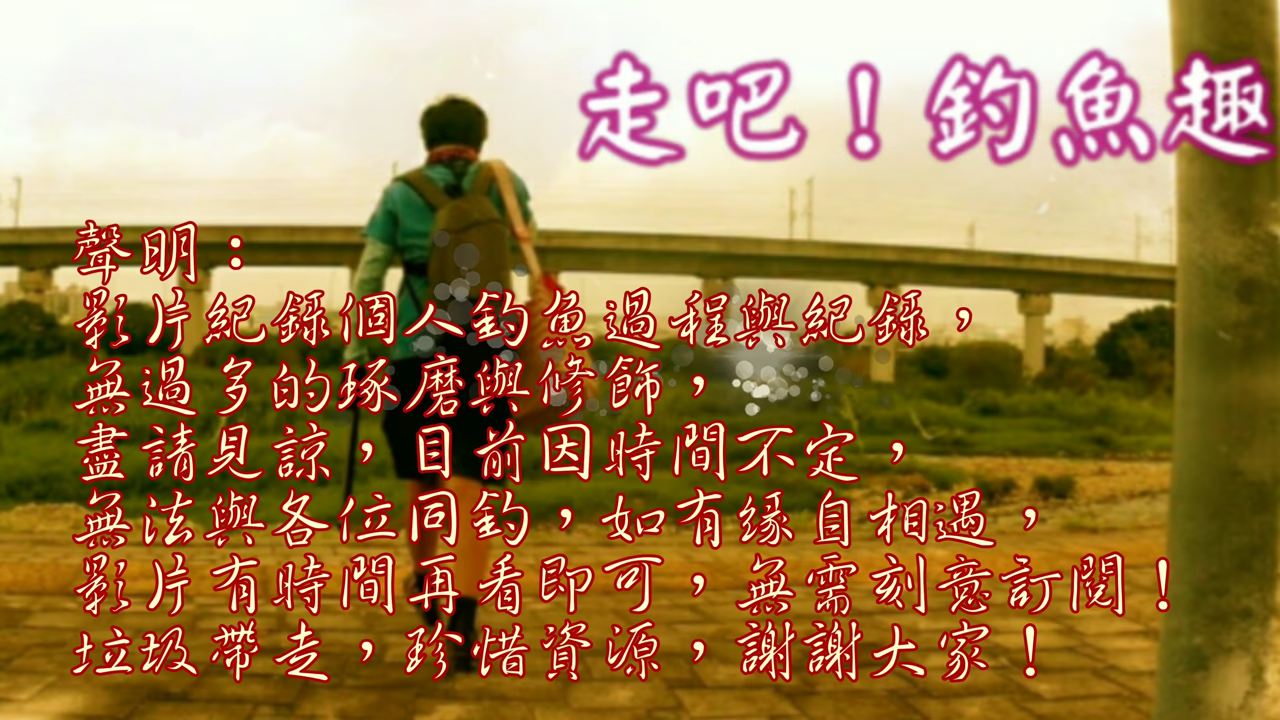 走吧！釣魚趣
聲明：
影片紀錄個人釣魚過程與紀錄，
無過多的琢磨與修飾，
盡請見諒，目前因時間不定，
無法與各位同釣，如有緣自相遇，
影片有時間再看即可，無需刻意訂閱！
垃圾帶走，珍惜資源，謝謝大家！